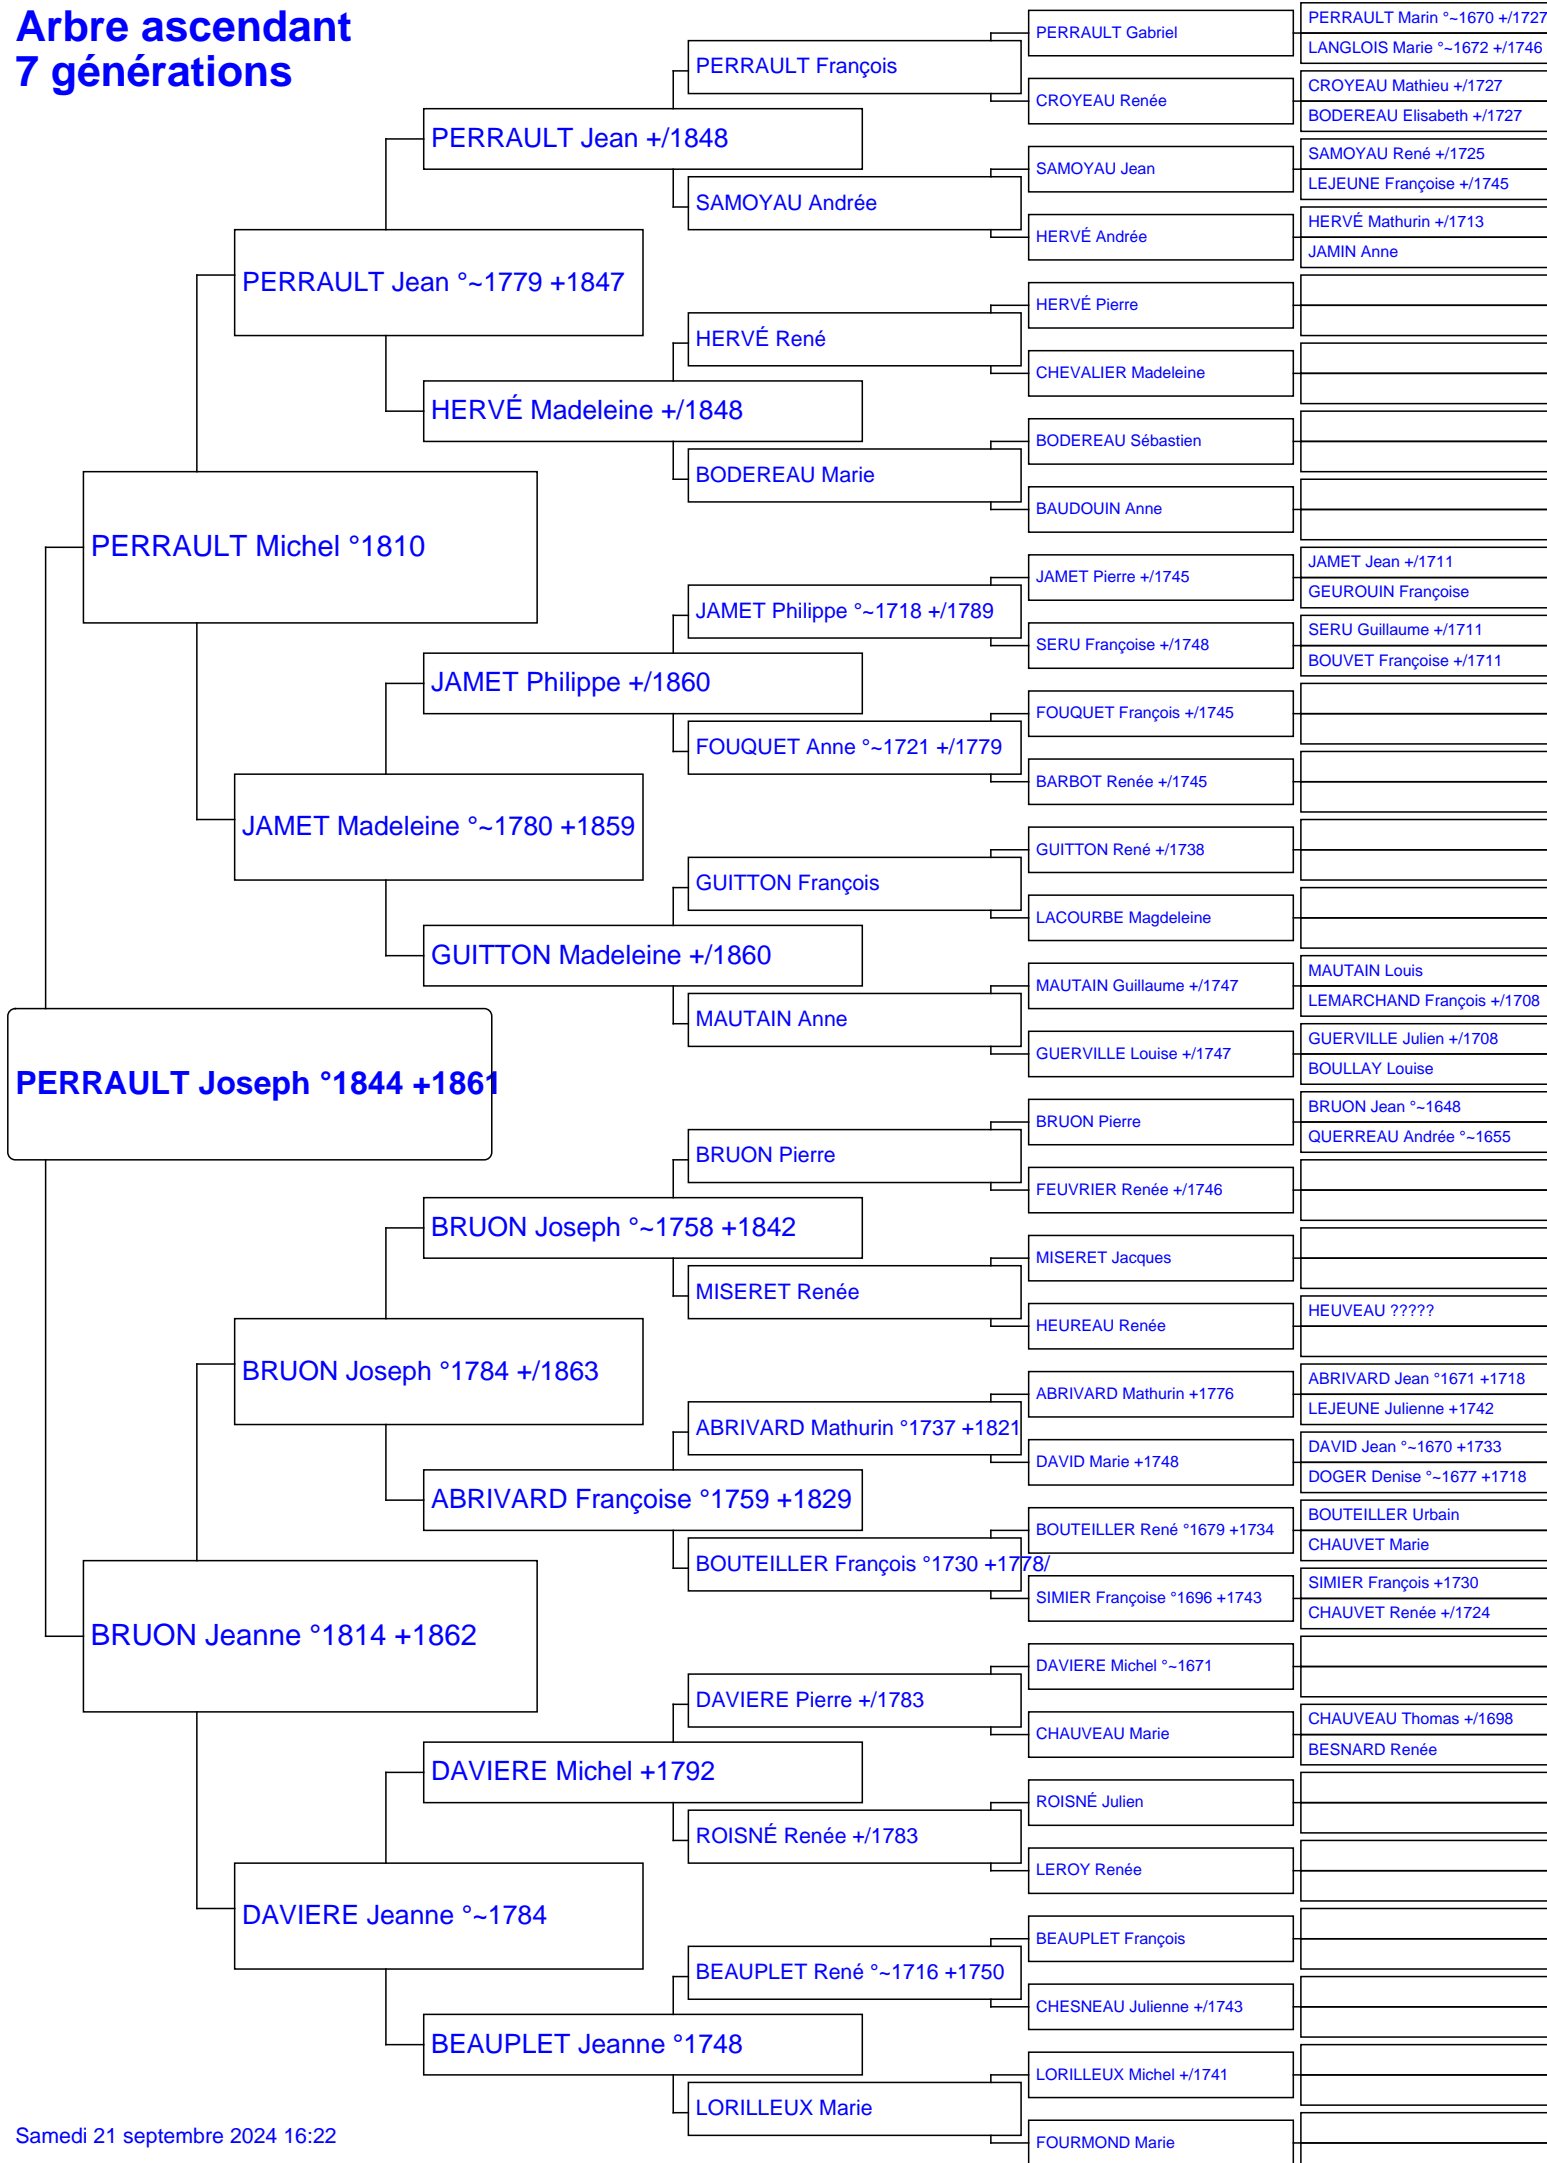 Arbre ascendant
7 générations
PERRAULT Joseph °1844 +1861
PERRAULT Michel °1810
BRUON Jeanne °1814 +1862
PERRAULT Jean °~1779 +1847
JAMET Madeleine °~1780 +1859
BRUON Joseph °1784 +/1863
DAVIERE Jeanne °~1784
PERRAULT Jean +/1848
HERVÉ Madeleine +/1848
JAMET Philippe +/1860
GUITTON Madeleine +/1860
BRUON Joseph °~1758 +1842
ABRIVARD Françoise °1759 +1829
DAVIERE Michel +1792
BEAUPLET Jeanne °1748
PERRAULT François
SAMOYAU Andrée
HERVÉ René
BODEREAU Marie
JAMET Philippe °~1718 +/1789
FOUQUET Anne °~1721 +/1779
GUITTON François
MAUTAIN Anne
BRUON Pierre
MISERET Renée
ABRIVARD Mathurin °1737 +1821
BOUTEILLER François °1730 +1778/
DAVIERE Pierre +/1783
ROISNÉ Renée +/1783
BEAUPLET René °~1716 +1750
LORILLEUX Marie
PERRAULT Gabriel
CROYEAU Renée
SAMOYAU Jean
HERVÉ Andrée
HERVÉ Pierre
CHEVALIER Madeleine
BODEREAU Sébastien
BAUDOUIN Anne
JAMET Pierre +/1745
SERU Françoise +/1748
FOUQUET François +/1745
BARBOT Renée +/1745
GUITTON René +/1738
LACOURBE Magdeleine
MAUTAIN Guillaume +/1747
GUERVILLE Louise +/1747
BRUON Pierre
FEUVRIER Renée +/1746
MISERET Jacques
HEUREAU Renée
ABRIVARD Mathurin +1776
DAVID Marie +1748
BOUTEILLER René °1679 +1734
SIMIER Françoise °1696 +1743
DAVIERE Michel °~1671
CHAUVEAU Marie
ROISNÉ Julien
LEROY Renée
BEAUPLET François
CHESNEAU Julienne +/1743
LORILLEUX Michel +/1741
FOURMOND Marie
PERRAULT Marin °~1670 +/1727
LANGLOIS Marie °~1672 +/1746
CROYEAU Mathieu +/1727
BODEREAU Elisabeth +/1727
SAMOYAU René +/1725
LEJEUNE Françoise +/1745
HERVÉ Mathurin +/1713
JAMIN Anne
JAMET Jean +/1711
GEUROUIN Françoise
SERU Guillaume +/1711
BOUVET Françoise +/1711
MAUTAIN Louis
LEMARCHAND François +/1708
GUERVILLE Julien +/1708
BOULLAY Louise
BRUON Jean °~1648
QUERREAU Andrée °~1655
HEUVEAU ?????
ABRIVARD Jean °1671 +1718
LEJEUNE Julienne +1742
DAVID Jean °~1670 +1733
DOGER Denise °~1677 +1718
BOUTEILLER Urbain
CHAUVET Marie
SIMIER François +1730
CHAUVET Renée +/1724
CHAUVEAU Thomas +/1698
BESNARD Renée
Samedi 21 septembre 2024 16:22